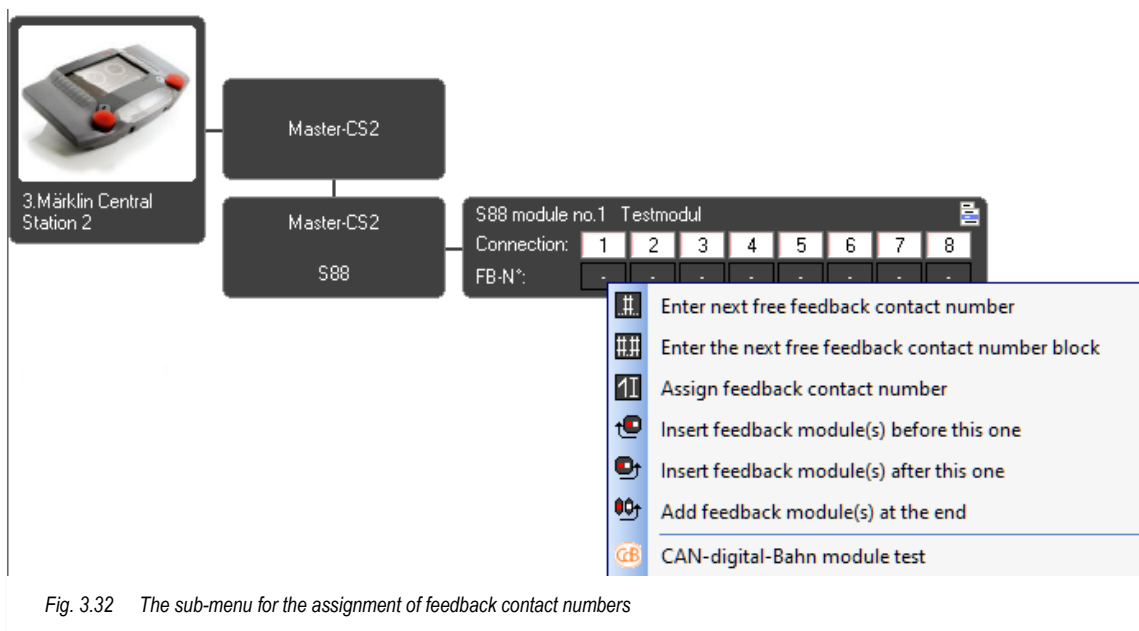 3.Märklin Central
Station 2
Master-CS2
Master-CS2
S88
S88 module no.1 Testmodul
Connection: 1 2 3 4 5 6 7 8
FB-N°: - - - - - - - -
Enter next free feedback contact number
Enter the next free feedback contact number block
Assign feedback contact number
Insert feedback module(s) before this one
Insert feedback module(s) after this one
Add feedback module(s) at the end
CdB CAN-digital-Bahn module test
Fig. 3.32 The sub-menu for the assignment of feedback contact numbers